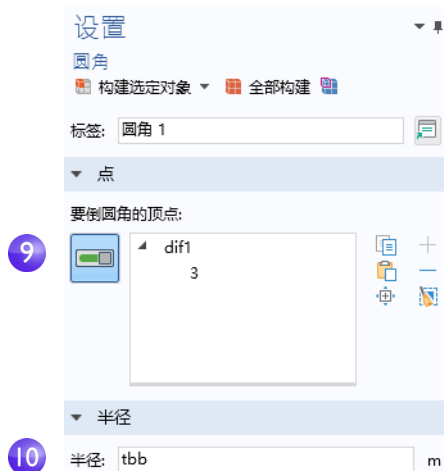 设置
圆角
构建选定对象 全部构建
标签: 圆角 1
点
要倒圆角的顶点:
9
dif1
3
半径
10
半径: tbb m